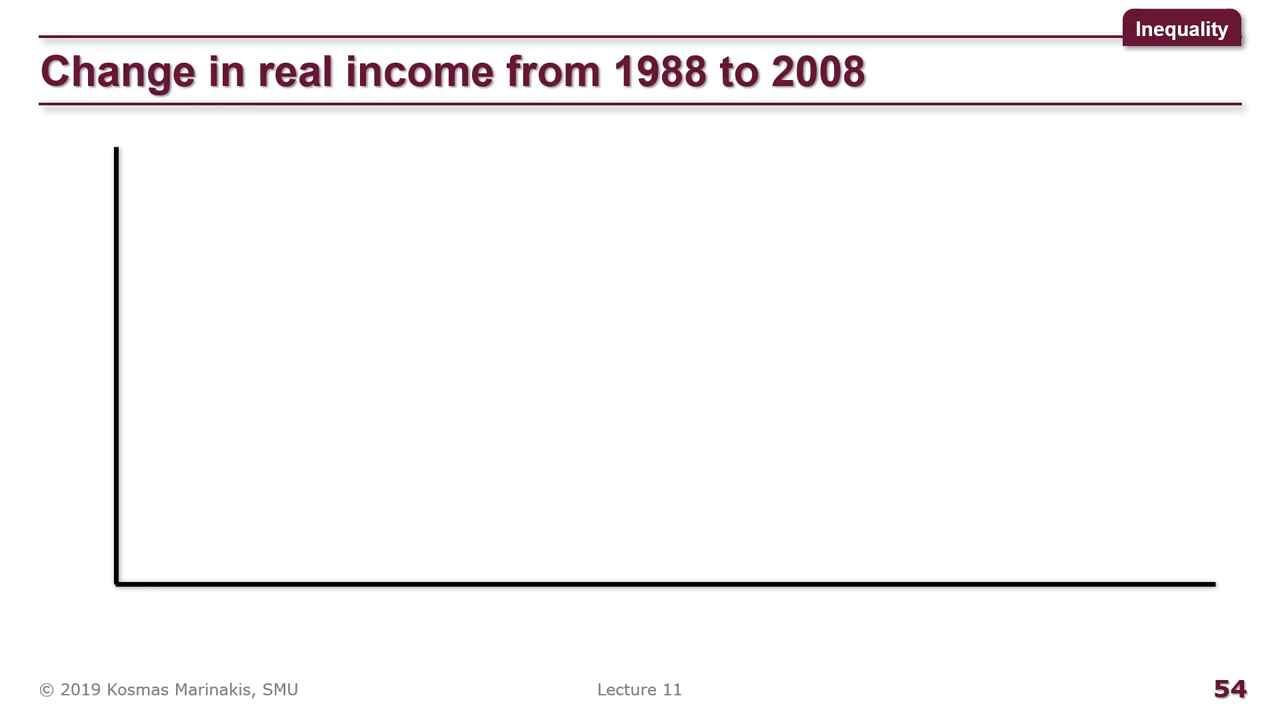 Inequality
Change in real income from 1988 to 2008
© 2019 Kosmas Marinakis, SMU
Lecture 11
54